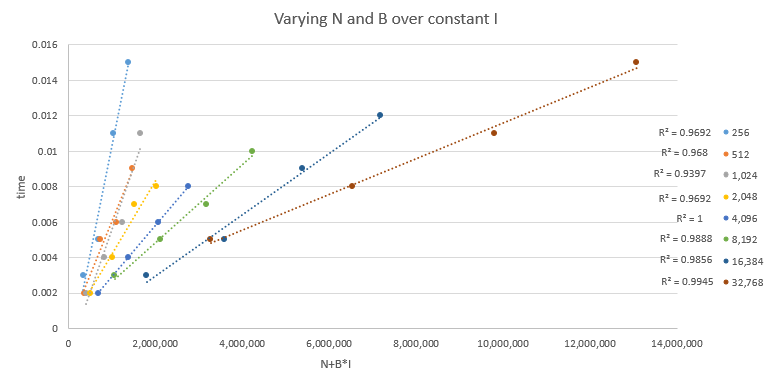 Varying N and B over constant I
0.016
0.014
0.012
0.01
0.008
0.006
0.004
0.002
0
time
0 2,000,000 4,000,000 6,000,000 8,000,000 10,000,000 12,000,000 14,000,000
N+B*I
R² = 0.9692 256
R² = 0.968 512
R² = 0.9397 1,024
R² = 0.9692 2,048
R² = 1 4,096
R² = 0.9888 8,192
R² = 0.9856 16,384
R² = 0.9945 32,768